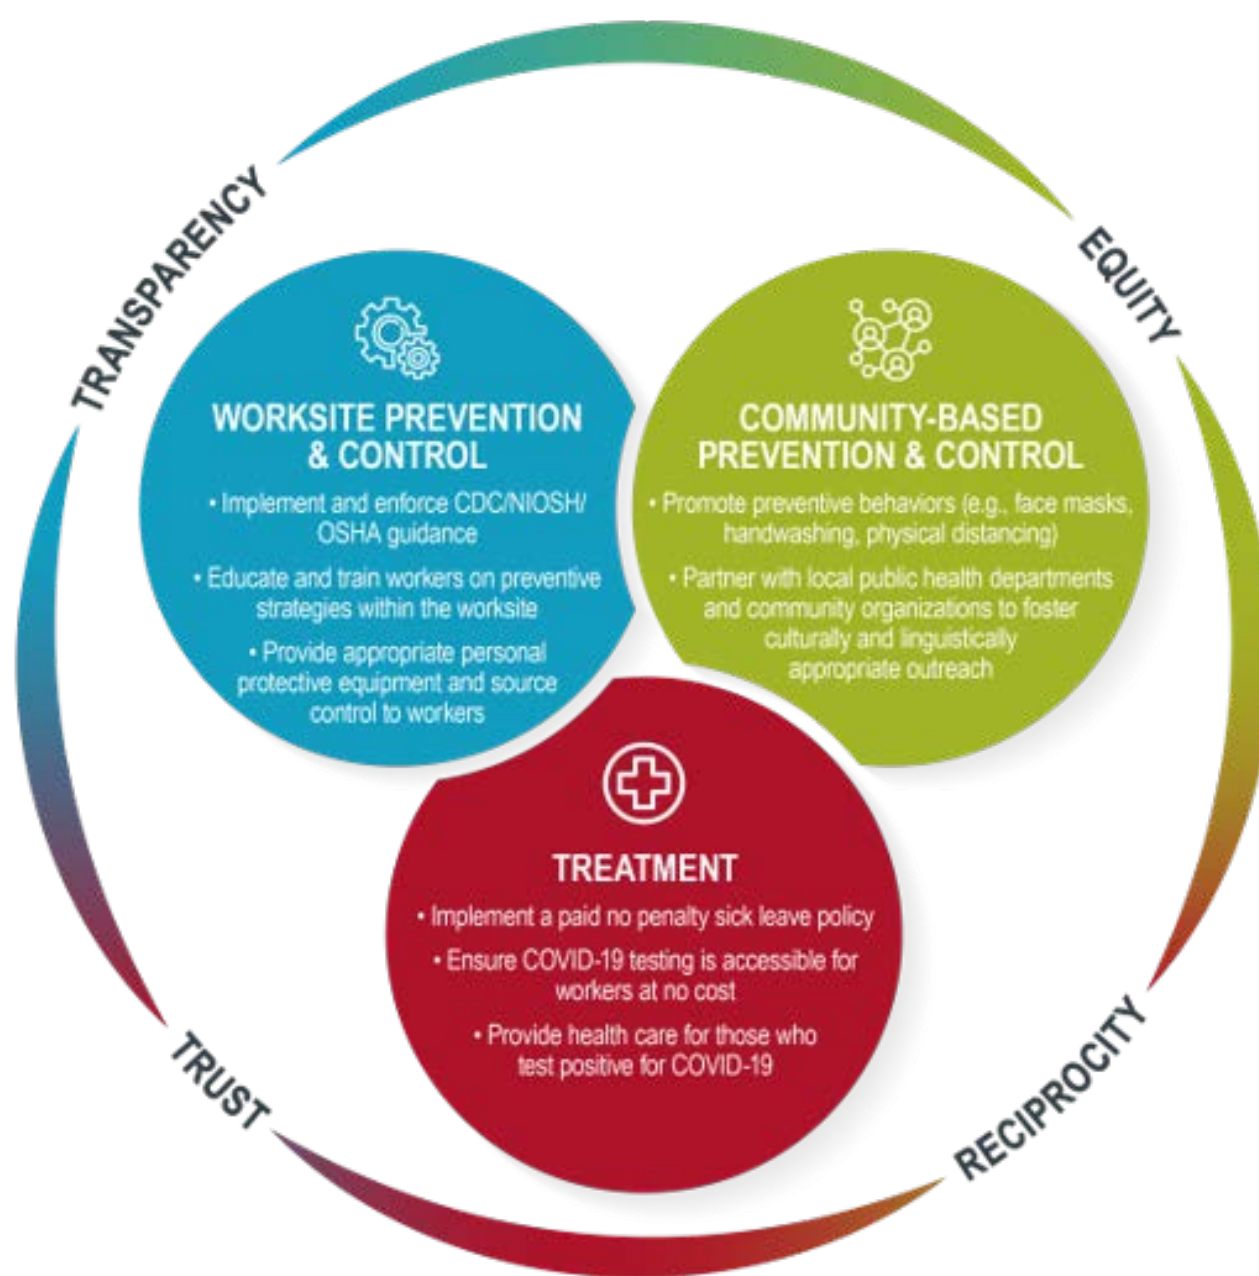 TRANSPARENCY
EQUITY
WORKSITE PREVENTION
& CONTROL
• Implement and enforce CDC/NIOSH/
OSHA guidance
• Educate and train workers on preventive
strategies within the worksite
• Provide appropriate personal
protective equipment and source
control to workers
COMMUNITY-BASED
PREVENTION & CONTROL
• Promote preventive behaviors (e.g., face masks,
handwashing, physical distancing)
• Partner with local public health departments
and community organizations to foster
culturally and linguistically
appropriate outreach
TREATMENT
• Implement a paid no penalty sick leave policy
• Ensure COVID-19 testing is accessible for
workers at no cost
• Provide health care for those who
test positive for COVID-19
TRUST
RECIPROCITY